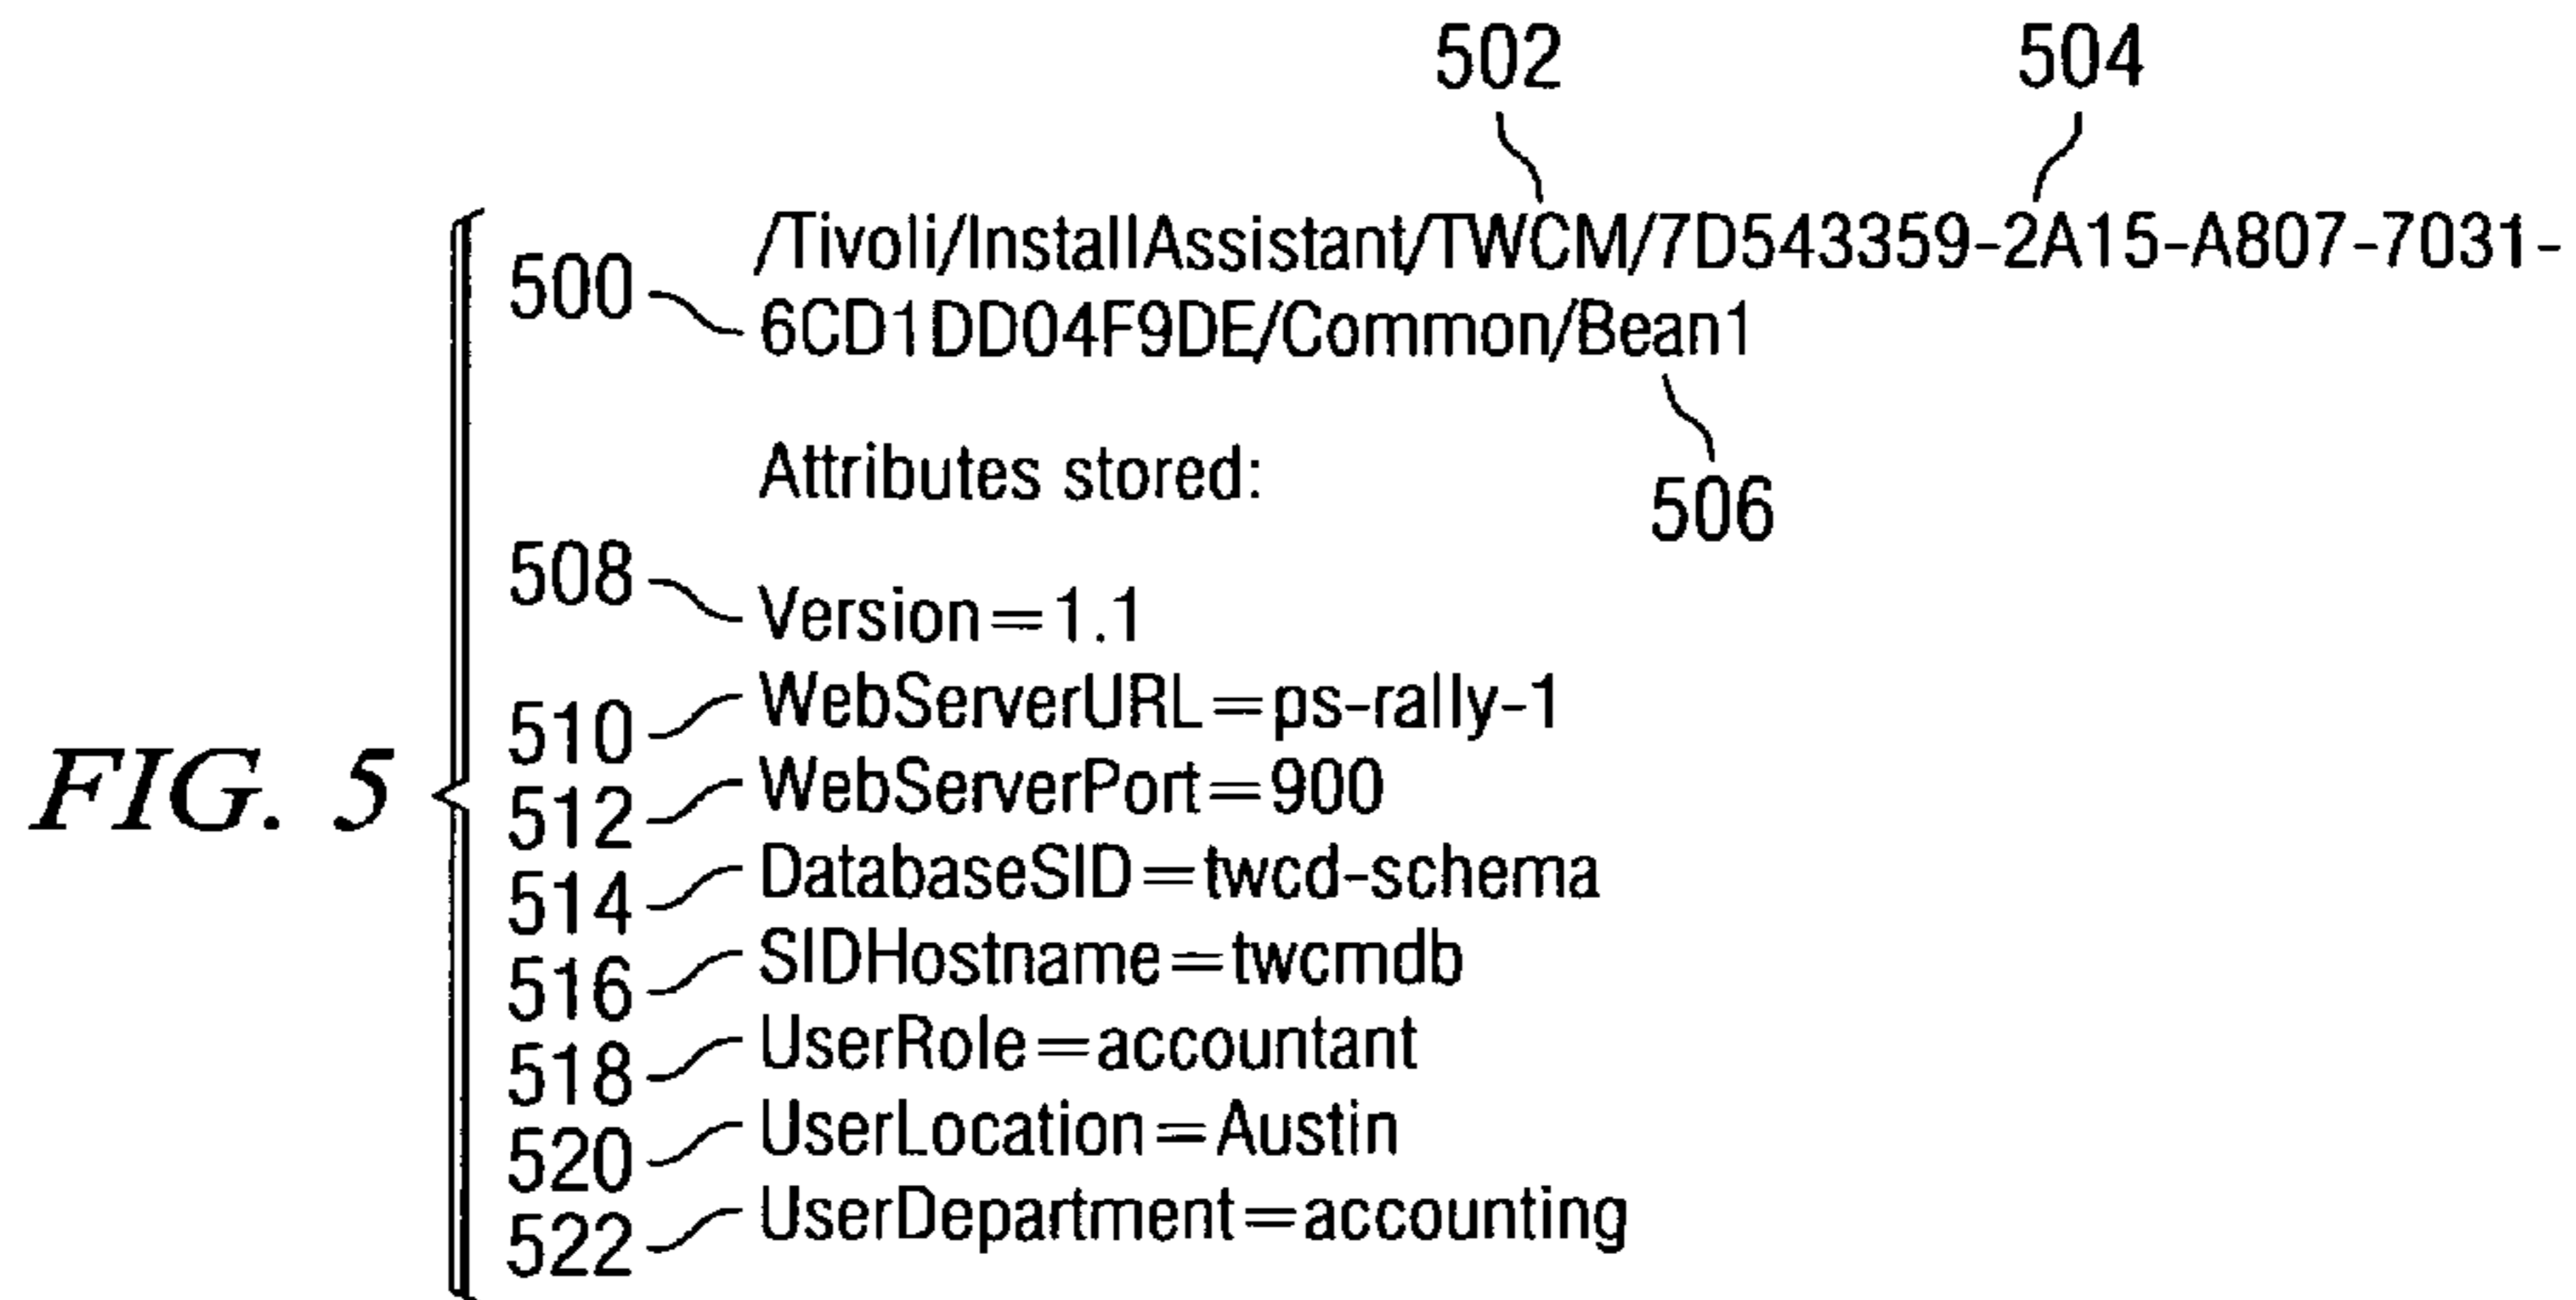 502 504
/Tivoli/InstallAssistant/TWCM/7D543359-2A15-A807-7031-
500 6CD1DD04F9DE/Common/Bean1
Attributes stored:
506
508 Version=1.1
510 WebServerURL=ps-rally-1
FIG. 5
512 WebServerPort=900
514 DatabaseSID=twcd-schema
516 SIDHostname=twcmdb
518 UserRole=accountant
520 UserLocation=Austin
522 UserDepartment=accounting